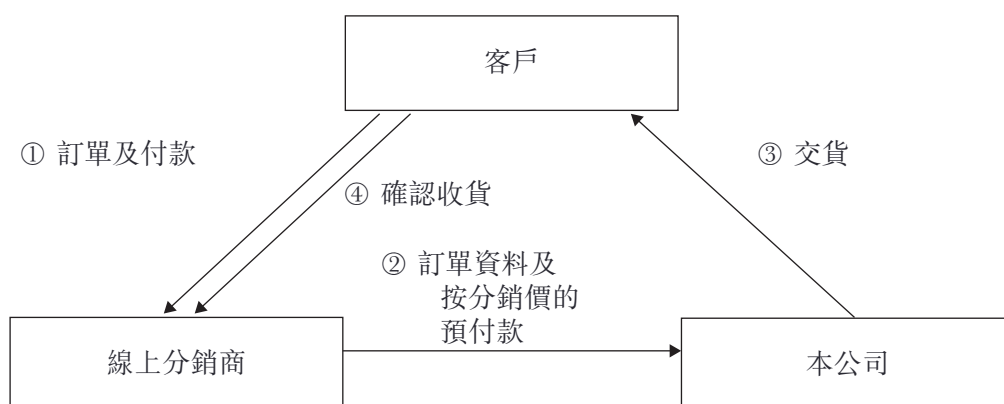 客戶
① 訂單及付款
③ 交貨
④ 確認收貨
② 訂單資料及
按分銷價的
預付款
線上分銷商
本公司